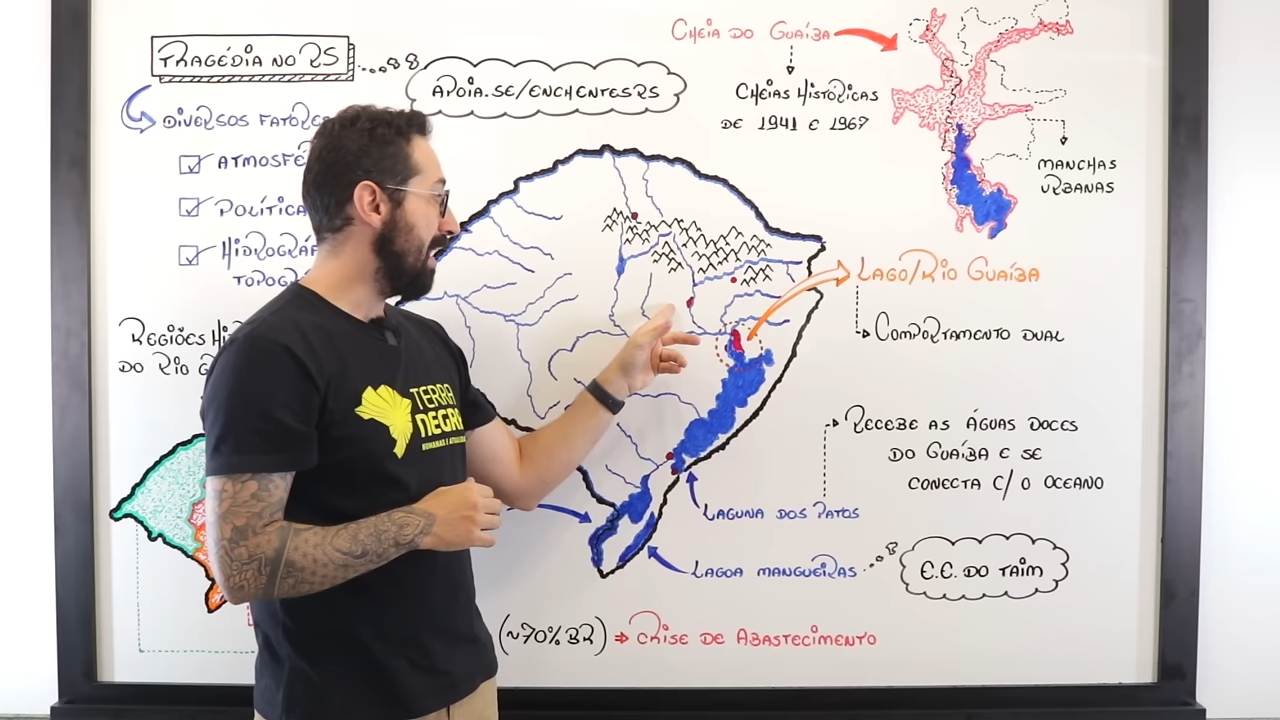 TRAGÉDIA NO RS
APOIA.SE/ENCHENTESRS
DIVERSOS
ATMOSFÉ
POLÍTICA
HIDROGRÁF
TOPOGR
REGIÕES
DO RIO G
TERRA
NEGRA
HUMANAS E
CHEIA DO GUAÍBA
CHEIAS HISTÓRICAS
DE 1941 E 1967
MANCHAS
URBANAS
LAGO/RIO GUAÍBA
COMPORTAMENTO DUAL
RECEBE AS ÁGUAS DOCES
DO GUAÍBA E SE
CONECTA C/ O OCEANO
LAGUNA DOS PATOS
LAGOA MANGUEIRAS
E.E. DO TAIM
(~70% BR) ⇒ CRISE DE ABASTECIMENTO